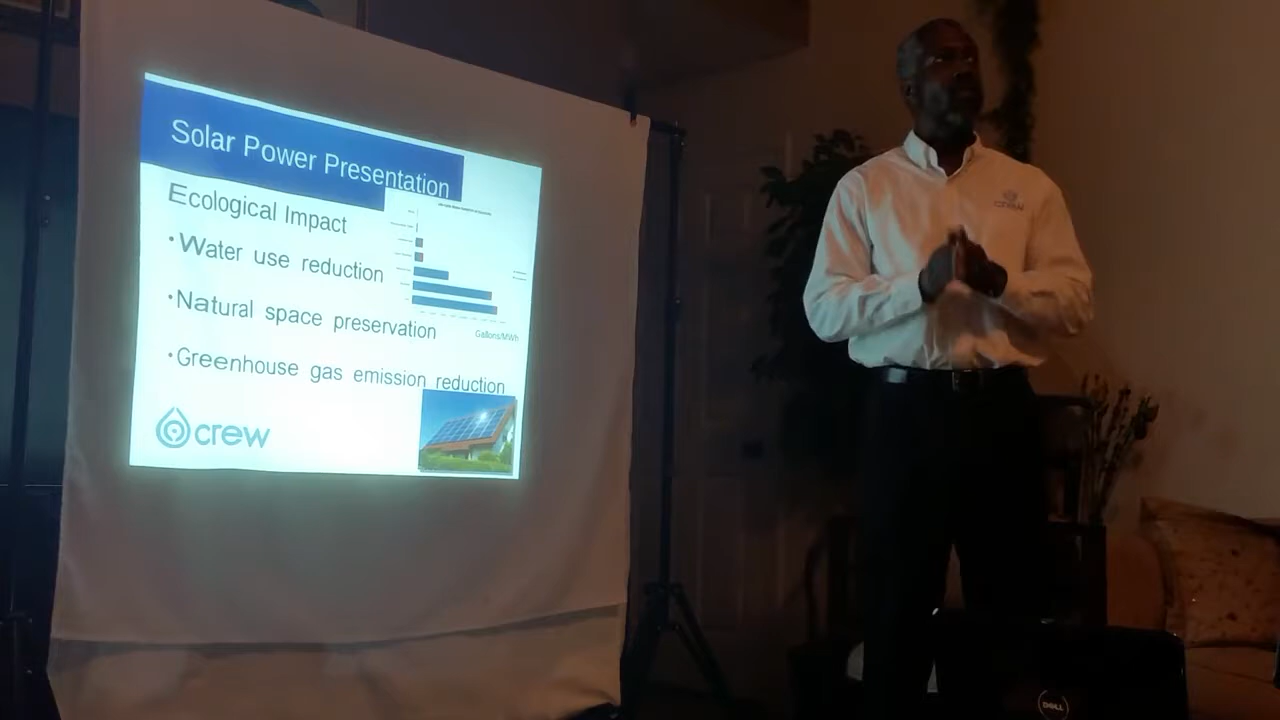 Solar Power Presentation
Ecological Impact
•Water use reduction
•Natural space preservation
•Greenhouse gas emission reduction
Gallons/MWh
crew
crew
DELL